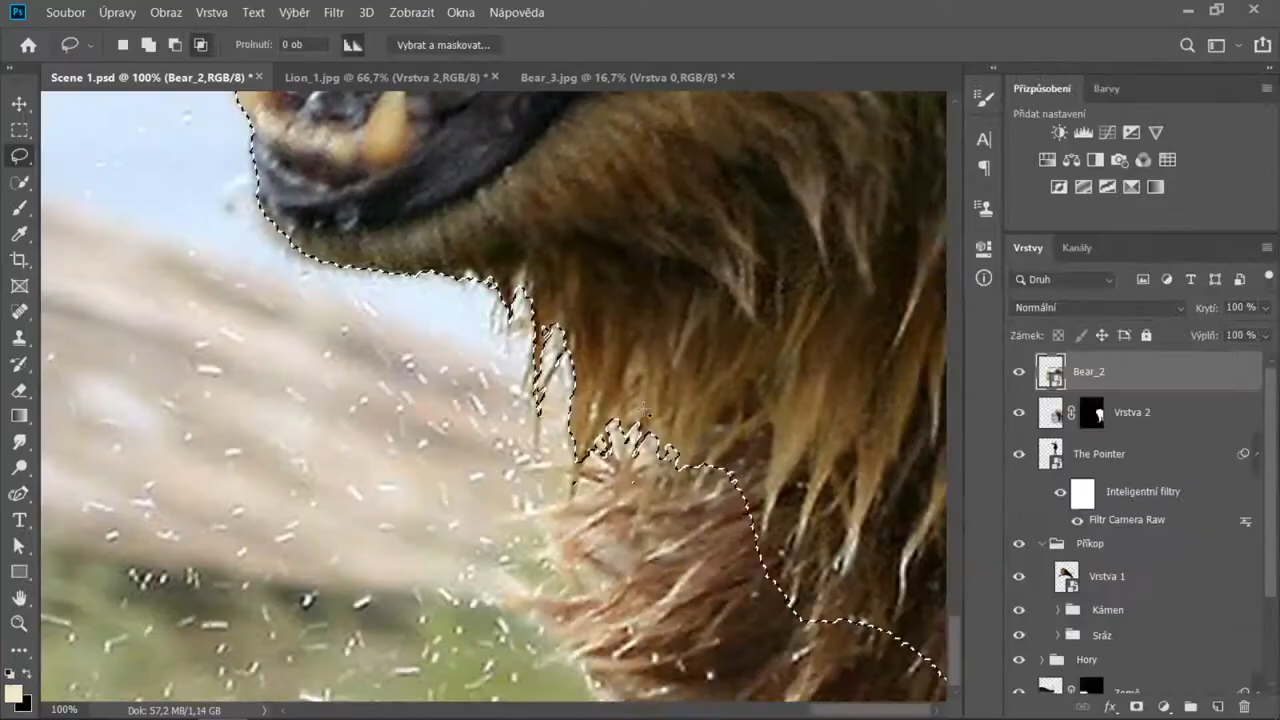 Ps Soubor Úpravy Obraz Vrstva Text Výběr Filtr 3D Zobrazit Okna Nápověda
Prolnutí: 0 ob Vybrat a maskovat...
Scene 1.psd @ 100% (Bear_2,RGB/8) * Lion_1.jpg @ 66,7% (Vrstva 2,RGB/8) * Bear_3.jpg @ 16,7% (Vrstva 0,RGB/8) *
Přizpůsobení Barvy
Přidat nastavení
Vrstvy Kanály
Druh
Normální Krytí: 100 %
Zámek: Výplň: 100 %
Bear_2
Vrstva 2
The Pointer
Inteligentní filtry
Filtr Camera Raw
Příkop
Vrstva 1
Kámen
Sráz
Hory
Země
100% Dok: 57,2 MB/1,14 GB